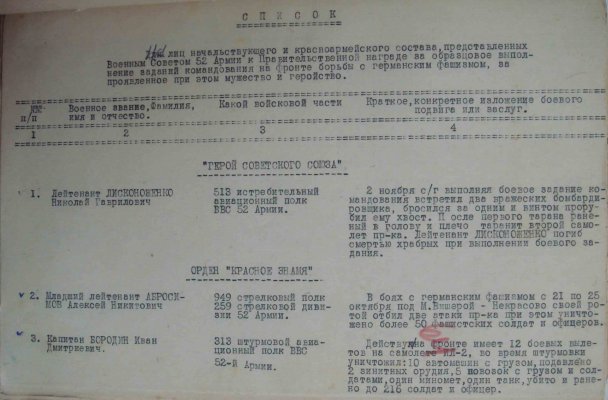 СПИСОК
лиц начальствующего и красноармейского состава, представленных
Военным Советом 52 Армии к Правительственной награде за образцовое выпол-
нение заданий командования на фронте борьбы с германским фашизмом, за
проявленное при этом мужество и геройство.
№№ Военное звание, фамилия, Какой войсковой части Краткое, конкретное изложение боевого
п/п имя и отчество. подвига или заслуг.
1 2 3 4
"ГЕРОЙ СОВЕТСКОГО СОЮЗА"
1. Лейтенант ЛИСКОНОЖЕНКО
Николай Гаврилович
513 истребительный
авиационный полк
ВВС 52 Армии.
2 ноября с/г выполняя боевое задание ко-
мандования встретил два вражеских бомбарди-
ровщика, бросился за одним и винтом прорубил
ему хвост. И осле первого тарана ране-
ный в голову и плечо таранит второй само-
лет пр-ка. Лейтенант ЛИСКОНОЖЕНКО погиб
смертью храбрых при выполнении боевого за-
дания.
ОРДЕН "КРАСНОЕ ЗНАМЯ"
2. Младший лейтенант АБРОСИ-
МОВ Алексей Никитович
949 стрелковый полк
259 стрелковой диви-
зии 52 Армии.
В боях с германским фашизмом с 21 по 25
октября под М.Вишерой - Некрасово своей ро-
той отбил две атаки пр-ка при этом уничто-
жено более 50 фашистских солдат и офицеров.
3. Капитан БОРОДИН Иван
Дмитриевич.
313 штурмовой авиа-
ционный полк ВВС
52-й Армии.
Действуя на фронте имеет 12 боевых выле-
тов на самолете ИЛ-2, во время штурмовки
уничтожил: 10 автомашин с грузом, подавлено
2 зинитных орудия, 5 повозок с грузом и сол-
датами, один миномет, один танк, убито и ране-
но до 216 солдат и офицер.